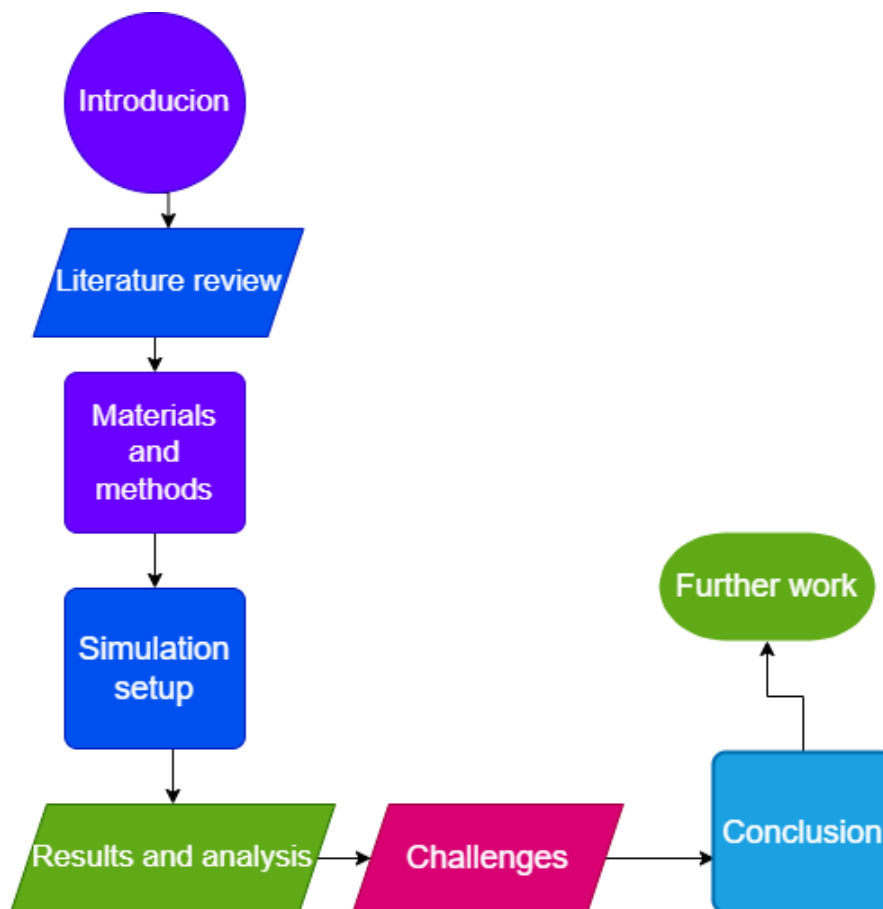 Introducion
Literature review
Materials
and
methods
Simulation
setup
Results and analysis
Challenges
Conclusion
Further work